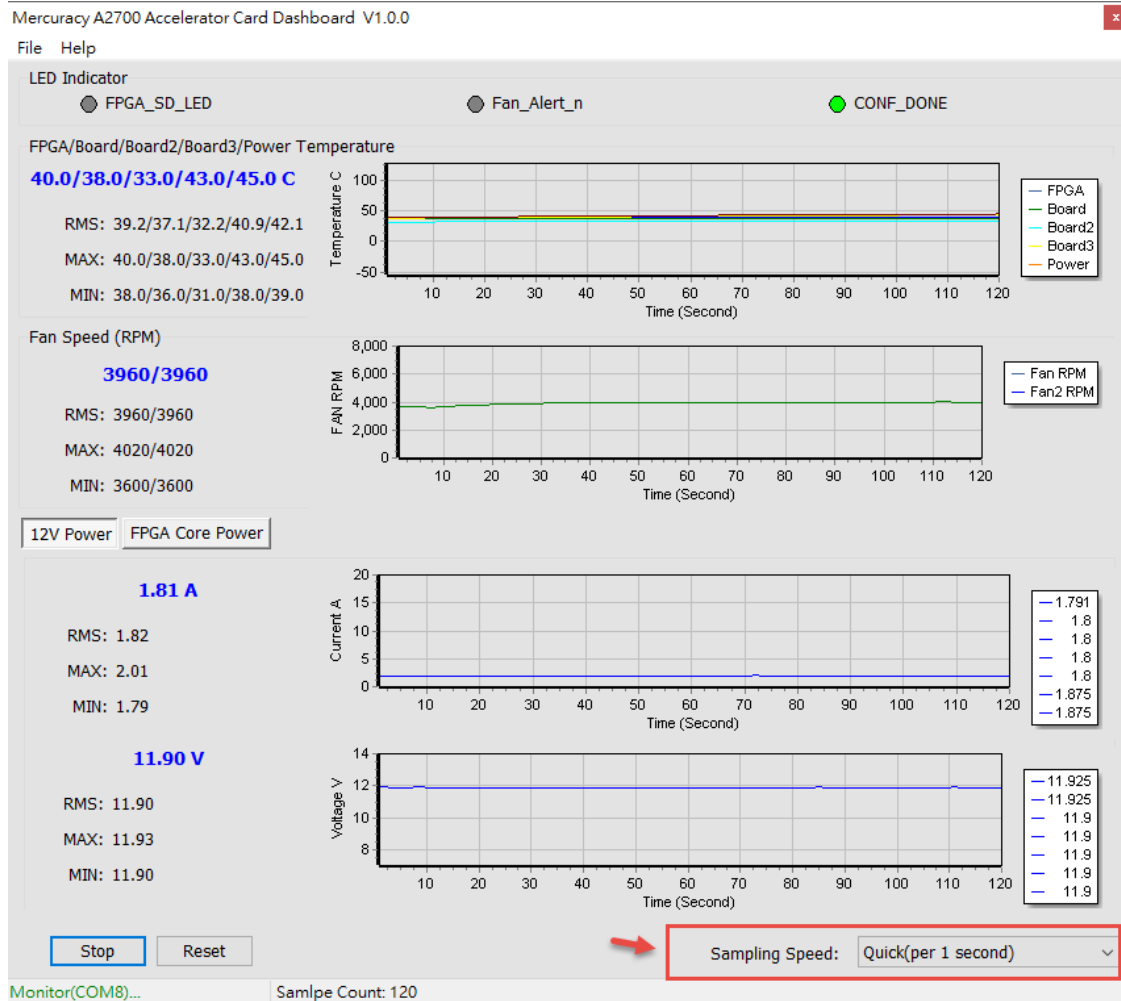 Mercuracy A2700 Accelerator Card Dashboard V1.0.0
x
File Help
LED Indicator
FPGA_SD_LED Fan_Alert_n CONF_DONE
FPGA/Board/Board2/Board3/Power Temperature
40.0/38.0/33.0/43.0/45.0 C
RMS: 39.2/37.1/32.2/40.9/42.1
MAX: 40.0/38.0/33.0/43.0/45.0
MIN: 38.0/36.0/31.0/38.0/39.0
Temperature C
100
50
0
-50
10 20 30 40 50 60 70 80 90 100 110 120
Time (Second)
FPGA
Board
Board2
Board3
Power
Fan Speed (RPM)
3960/3960
RMS: 3960/3960
MAX: 4020/4020
MIN: 3600/3600
FAN RPM
8,000
6,000
4,000
2,000
0
10 20 30 40 50 60 70 80 90 100 110 120
Time (Second)
Fan RPM
Fan2 RPM
12V Power FPGA Core Power
1.81 A
RMS: 1.82
MAX: 2.01
MIN: 1.79
Current A
20
15
10
5
0
10 20 30 40 50 60 70 80 90 100 110 120
Time (Second)
1.791
1.8
1.8
1.8
1.8
1.875
1.875
11.90 V
RMS: 11.90
MAX: 11.93
MIN: 11.90
Voltage V
14
12
10
8
10 20 30 40 50 60 70 80 90 100 110 120
Time (Second)
11.925
11.925
11.9
11.9
11.9
11.9
11.9
Stop Reset Sampling Speed: Quick(per 1 second)
Monitor(COM8)... Samlpe Count: 120